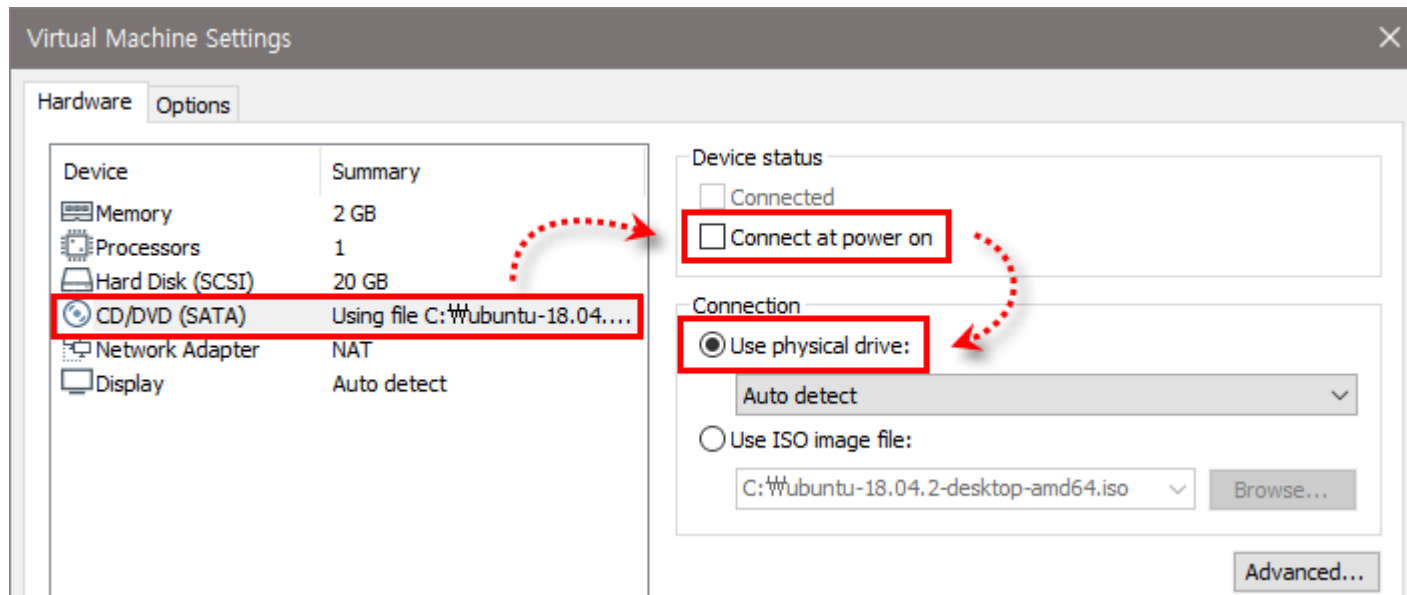 Virtual Machine Settings
Hardware Options
Device Summary
Memory 2 GB
Processors 1
Hard Disk (SCSI) 20 GB
CD/DVD (SATA) Using file C:₩ubuntu-18.04....
Network Adapter NAT
Display Auto detect
Device status
Connected
Connect at power on
Connection
Use physical drive:
Auto detect
Use ISO image file:
C:₩ubuntu-18.04.2-desktop-amd64.iso Browse...
Advanced...